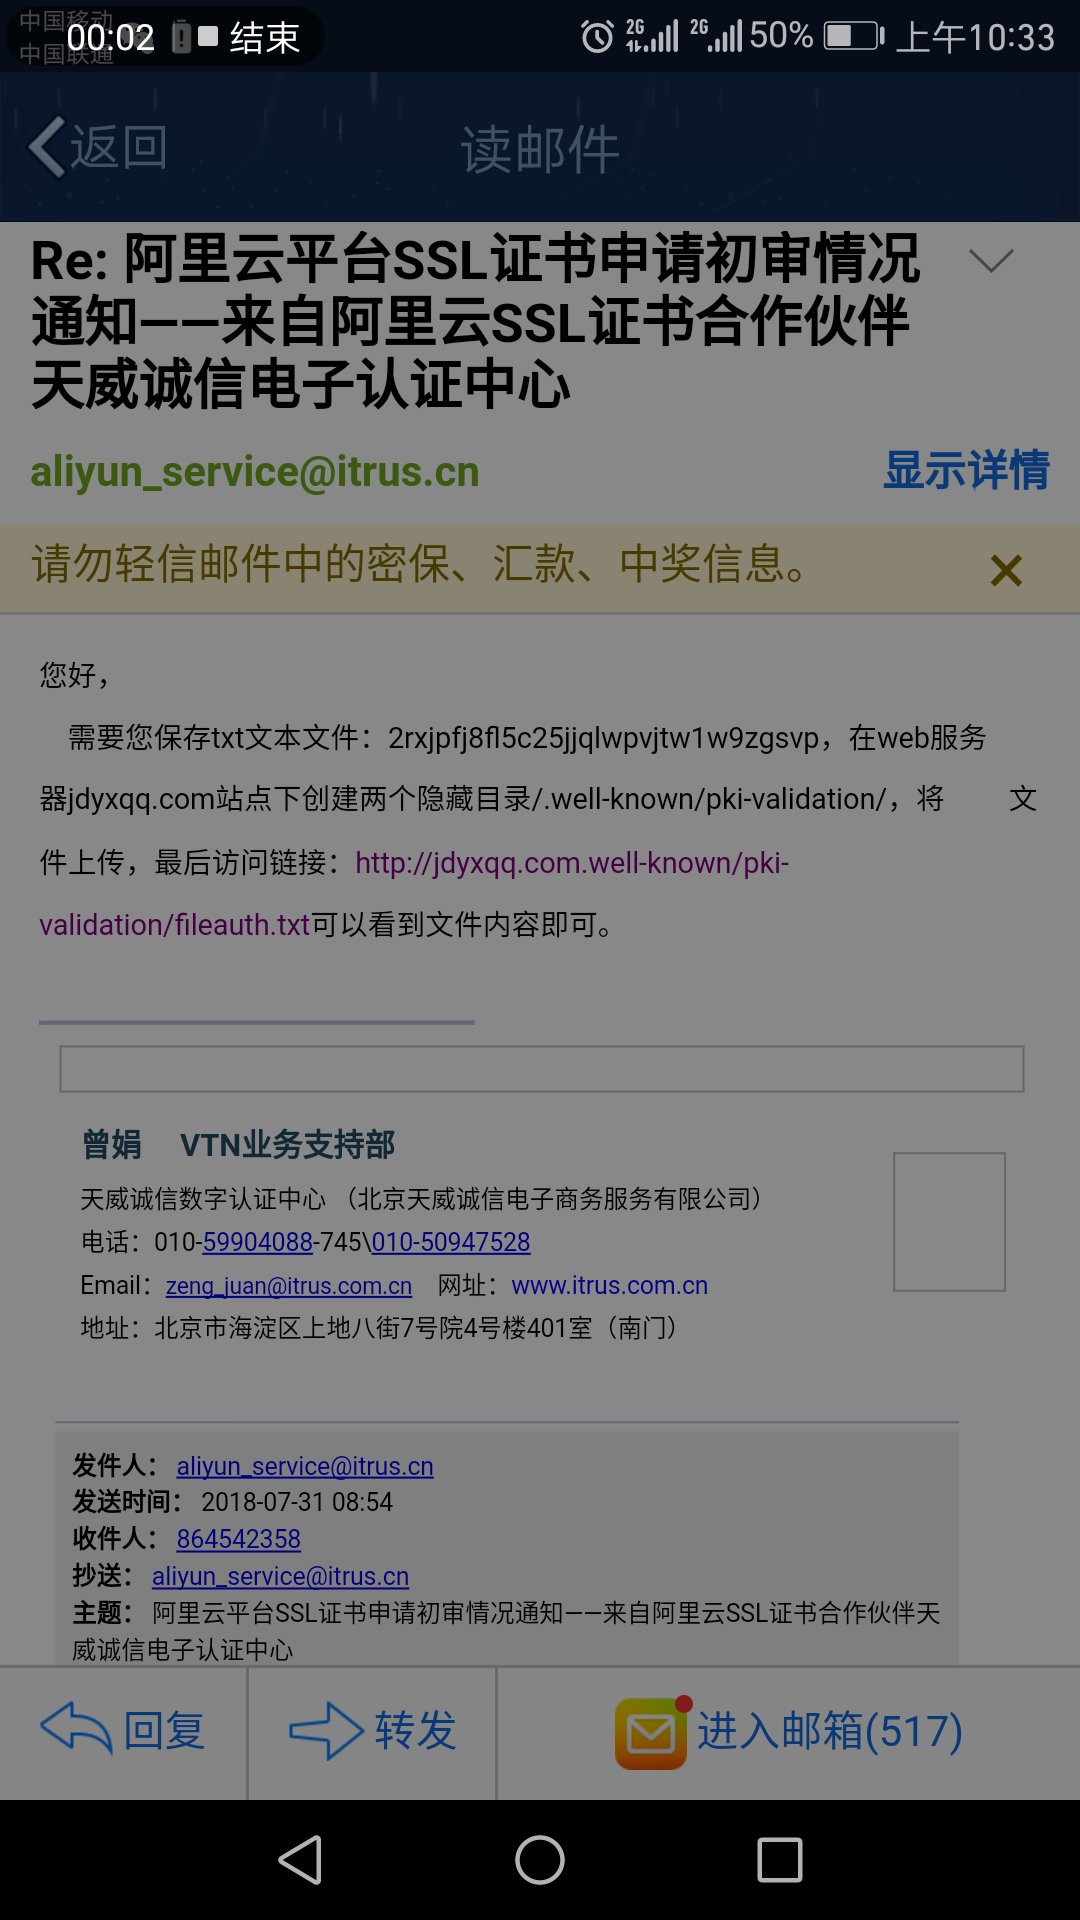 中国移动
中国联通
00:02 结束
2G 2G 50% 上午10:33
返回 读邮件
Re: 阿里云平台SSL证书申请初审情况
通知——来自阿里云SSL证书合作伙伴
天威诚信电子认证中心
aliyun_service@itrus.cn 显示详情
请勿轻信邮件中的密保、汇款、中奖信息。
您好，
需要您保存txt文本文件：2rxjpfj8fl5c25jjqlwpvjtw1w9zgsvp，在web服务
器jdyxqq.com站点下创建两个隐藏目录/.well-known/pki-validation/，将 文
件上传，最后访问链接：http://jdyxqq.com.well-known/pki-
validation/fileauth.txt可以看到文件内容即可。
曾娟 VTN业务支持部
天威诚信数字认证中心 （北京天威诚信电子商务服务有限公司）
电话：010-59904088-745\010-50947528
Email：zeng_juan@itrus.com.cn 网址：www.itrus.com.cn
地址：北京市海淀区上地八街7号院4号楼401室（南门）
发件人： aliyun_service@itrus.cn
发送时间： 2018-07-31 08:54
收件人： 864542358
抄送： aliyun_service@itrus.cn
主题： 阿里云平台SSL证书申请初审情况通知——来自阿里云SSL证书合作伙伴天
威诚信电子认证中心
回复 转发 进入邮箱(517)